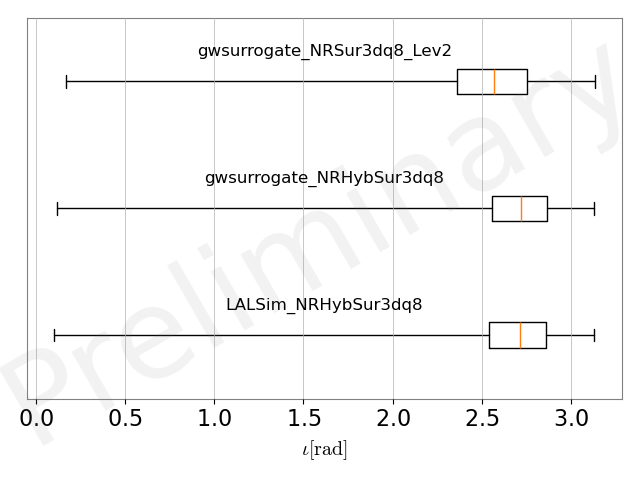 gwsurrogate_NRSur3dq8_Lev2
gwsurrogate_NRHybSur3dq8
LALSim_NRHybSur3dq8
Preliminary
0.0 0.5 1.0 1.5 2.0 2.5 3.0
ι[rad]